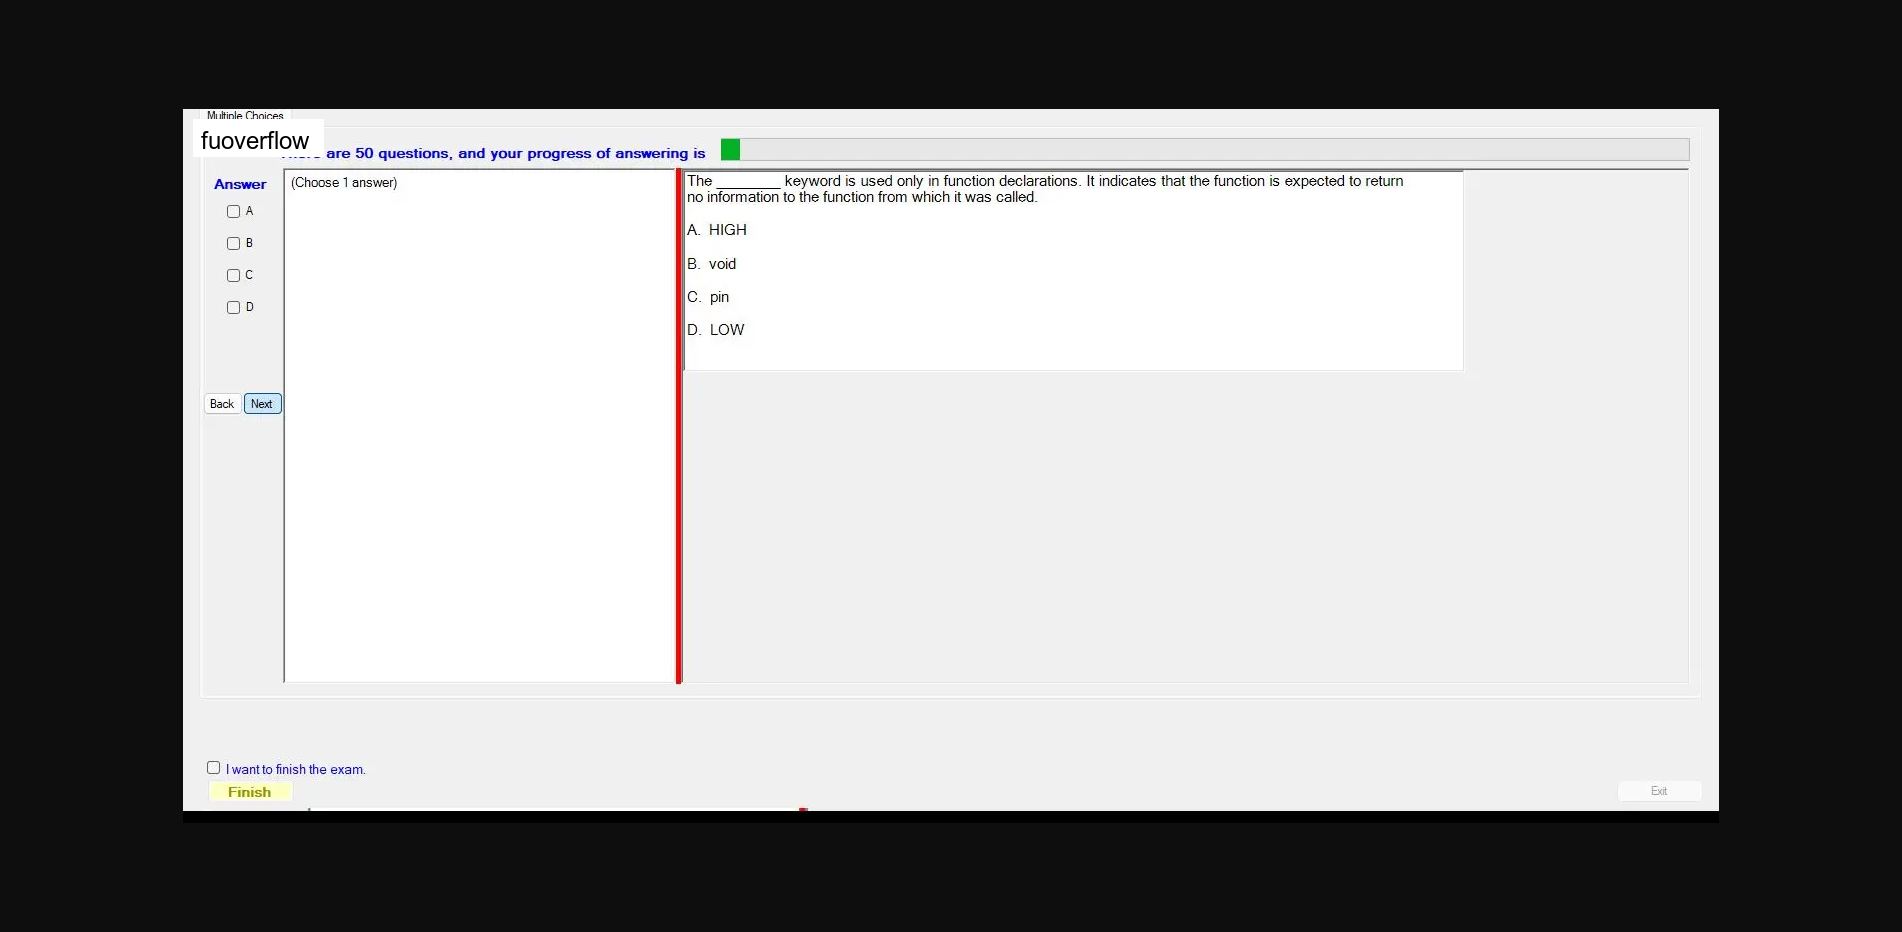 Multiple Choices
fuoverflow
are 50 questions, and your progress of answering is
Answer
(Choose 1 answer)
A
B
C
D
Back
Next
The ________ keyword is used only in function declarations. It indicates that the function is expected to return
no information to the function from which it was called.
A. HIGH
B. void
C. pin
D. LOW
I want to finish the exam.
Finish
Exit